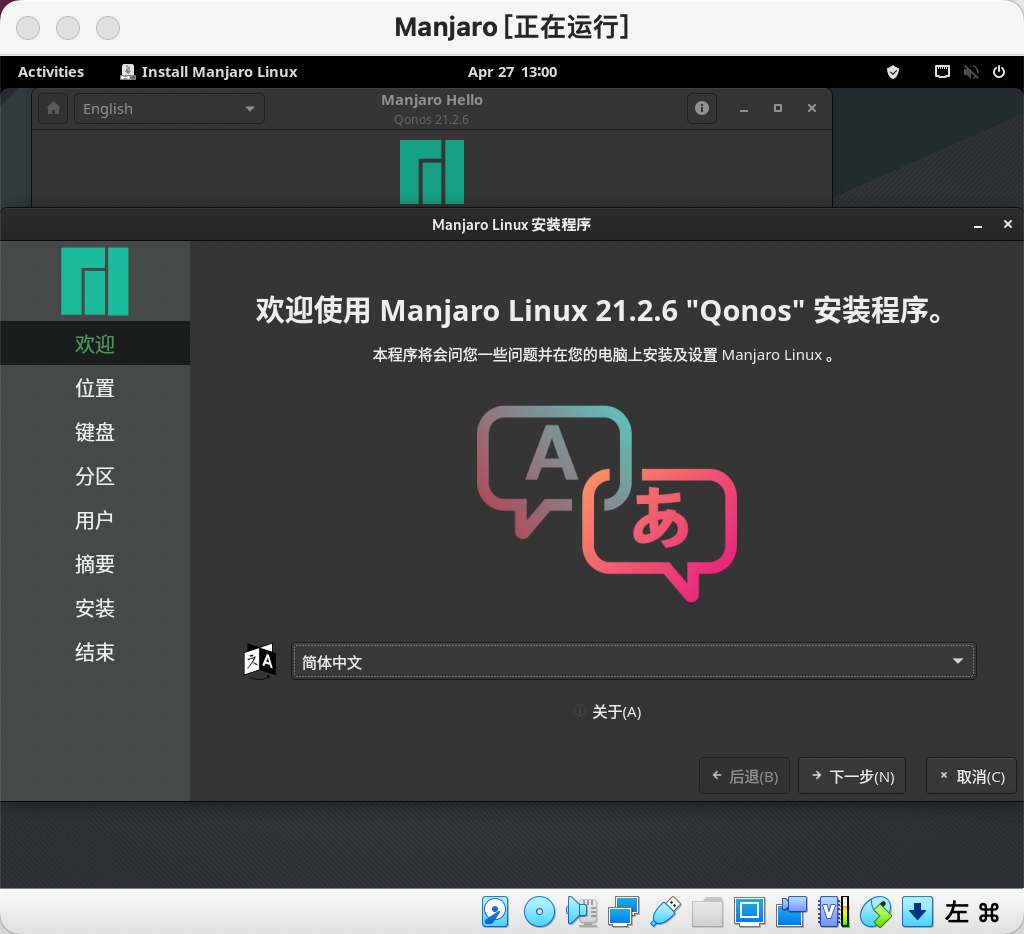 Manjaro [正在运行]
Activities Install Manjaro Linux Apr 27 13:00
English
Manjaro Hello
Qonos 21.2.6
Manjaro Linux 安装程序
欢迎
位置
键盘
分区
用户
摘要
安装
结束
欢迎使用 Manjaro Linux 21.2.6 "Qonos" 安装程序。
本程序将会问您一些问题并在您的电脑上安装及设置 Manjaro Linux 。
A
あ
简体中文
关于(A)
后退(B) 下一步(N) 取消(C)
左 ⌘